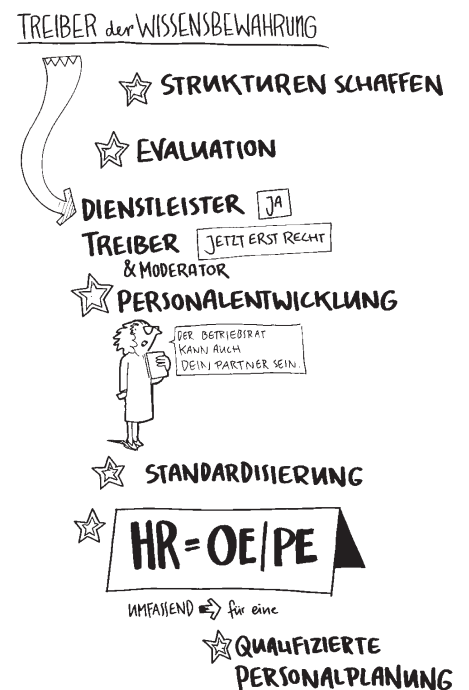 TREIBER der WISSENSBEWAHRUNG
STRUKTUREN SCHAFFEN
EVALUATION
DIENSTLEISTER JA
TREIBER JETZT ERST RECHT
& MODERATOR
PERSONALENTWICKLUNG
DER BETRIEBSRAT
KANN AUCH
DEIN PARTNER SEIN.
STANDARDISIERUNG
HR = OE/PE
UMFASSEND für eine
QUALIFIZIERTE
PERSONALPLANUNG